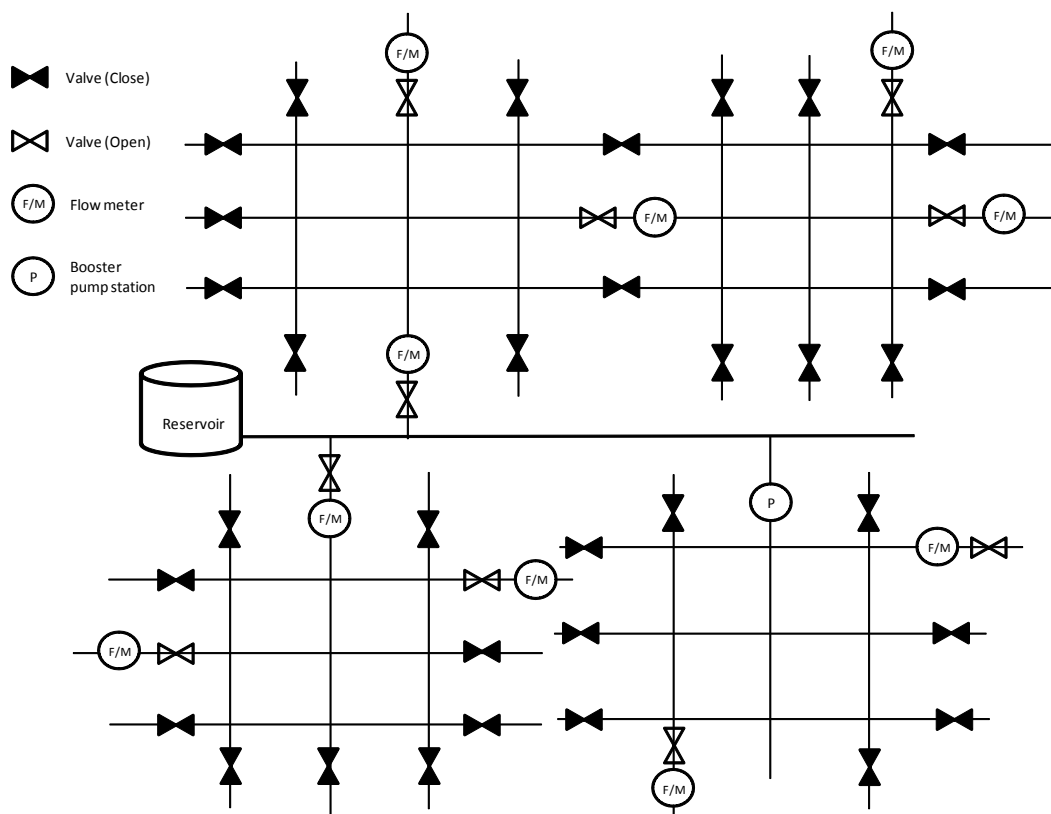 F/M
F/M
Valve (Close)
Valve (Open)
F/M
Flow meter
F/M
F/M
P
Booster
pump station
F/M
Reservoir
P
F/M
F/M
F/M
F/M
F/M